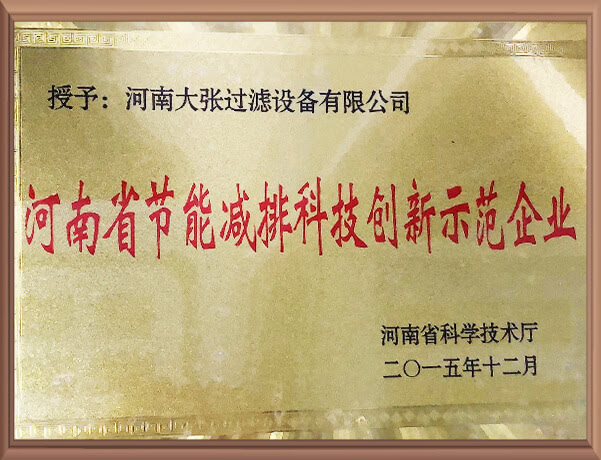 授予：河南大张过滤设备有限公司
河南省节能减排科技创新示范企业
河南省科学技术厅
二〇一五年十二月